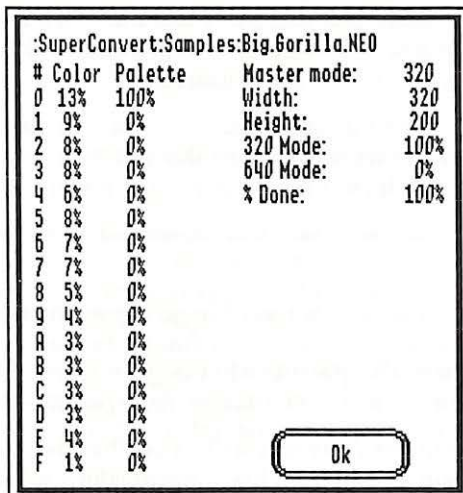 :SuperConvert:Samples:Big.Gorilla.NEO
# Color Palette Master mode: 320
0 13% 100% Width: 320
1 9% 0% Height: 200
2 8% 0% 320 Mode: 100%
3 8% 0% 640 Mode: 0%
4 6% 0% % Done: 100%
5 8% 0%
6 7% 0%
7 7% 0%
8 5% 0%
9 4% 0%
A 3% 0%
B 3% 0%
C 3% 0%
D 3% 0%
E 4% 0%
F 1% 0%
Ok